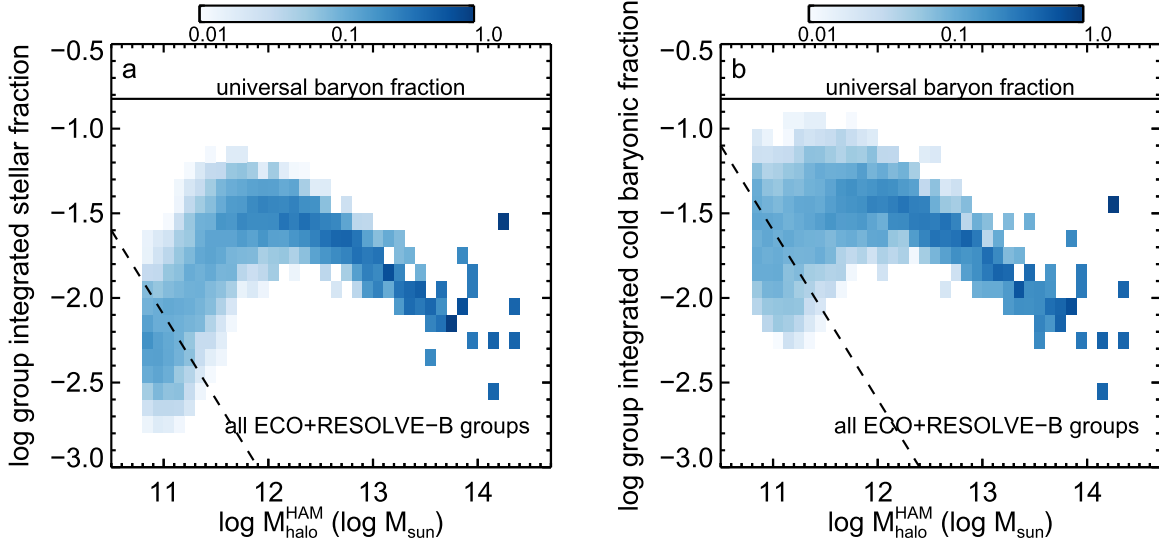 0.01 0.1 1.0
a
universal baryon fraction
all ECO+RESOLVE−B groups
log group integrated stellar fraction
−0.5
−1.0
−1.5
−2.0
−2.5
−3.0
11 12 13 14
log M_halo^HAM (log M_sun)
0.01 0.1 1.0
b
universal baryon fraction
all ECO+RESOLVE−B groups
log group integrated cold baryonic fraction
−0.5
−1.0
−1.5
−2.0
−2.5
−3.0
11 12 13 14
log M_halo^HAM (log M_sun)